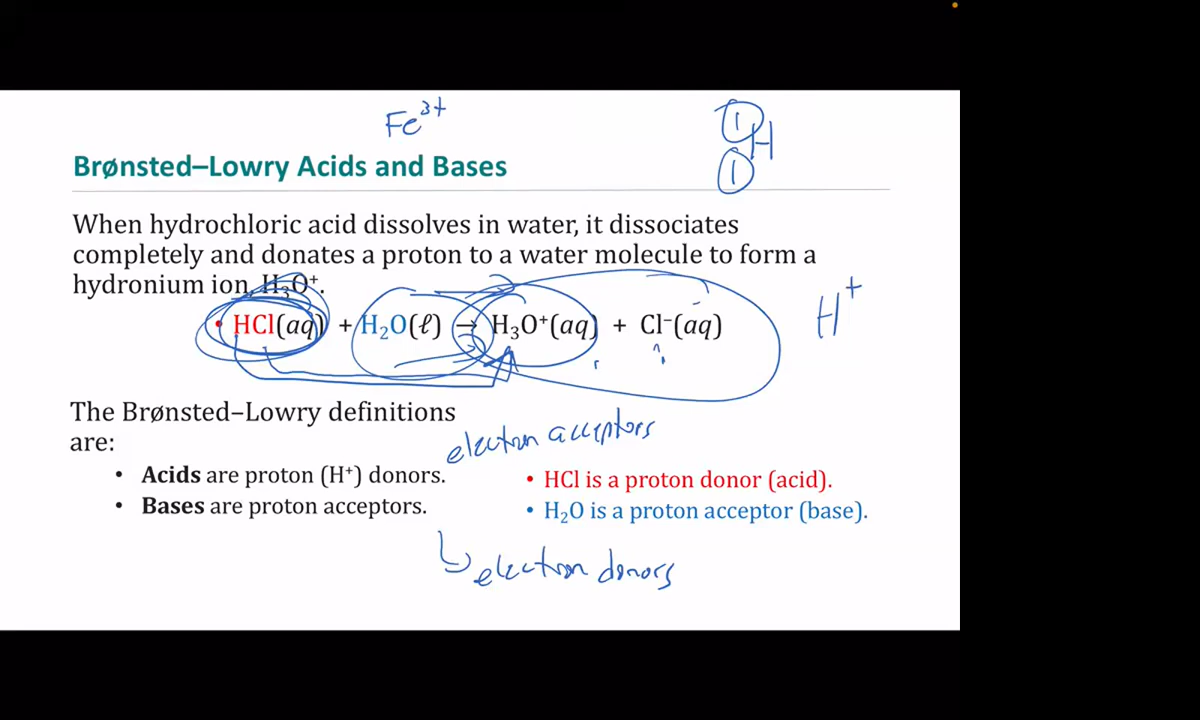 Fe³⁺
1
1 H
Brønsted–Lowry Acids and Bases
When hydrochloric acid dissolves in water, it dissociates
completely and donates a proton to a water molecule to form a
hydronium ion, H₃O⁺.
• HCl(aq) + H₂O(ℓ) → H₃O⁺(aq) + Cl⁻(aq)
H⁺
The Brønsted–Lowry definitions
are:
electron acceptors
• Acids are proton (H⁺) donors.
• Bases are proton acceptors.
• HCl is a proton donor (acid).
• H₂O is a proton acceptor (base).
electron donors